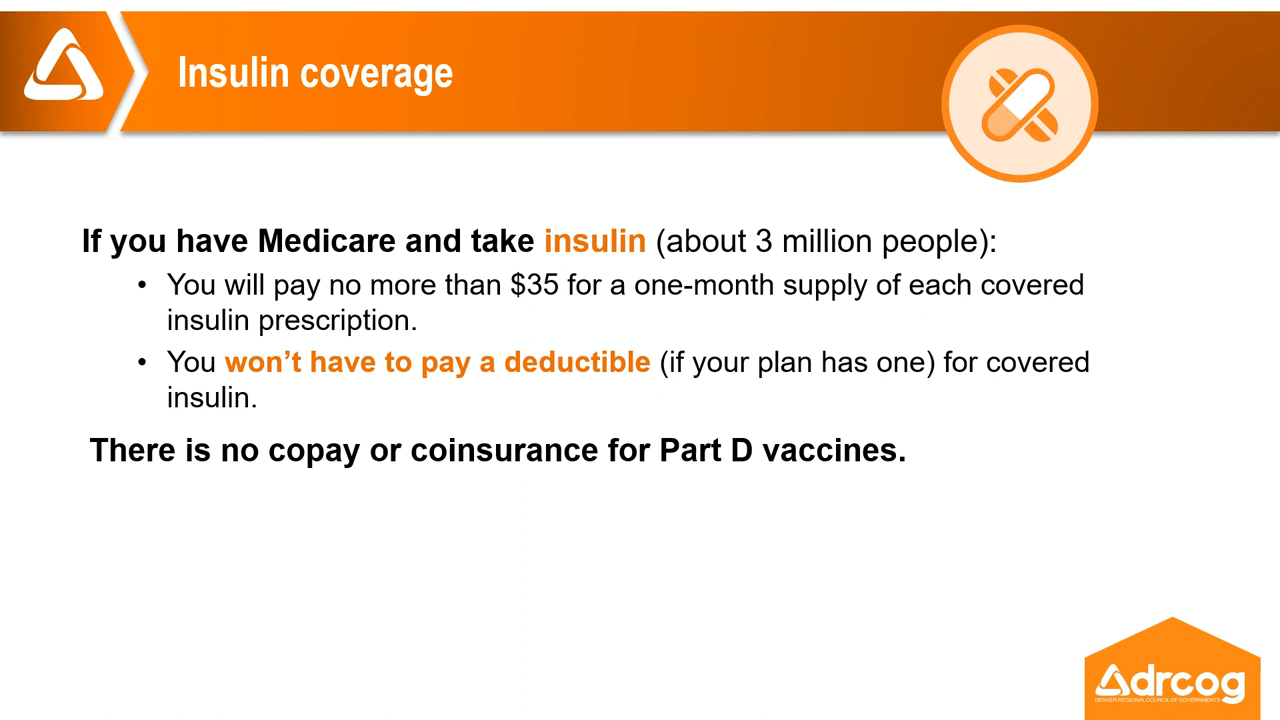 Insulin coverage
If you have Medicare and take insulin (about 3 million people):
• You will pay no more than $35 for a one-month supply of each covered
insulin prescription.
• You won’t have to pay a deductible (if your plan has one) for covered
insulin.
There is no copay or coinsurance for Part D vaccines.
drcog
DENVER REGIONAL COUNCIL OF GOVERNMENTS